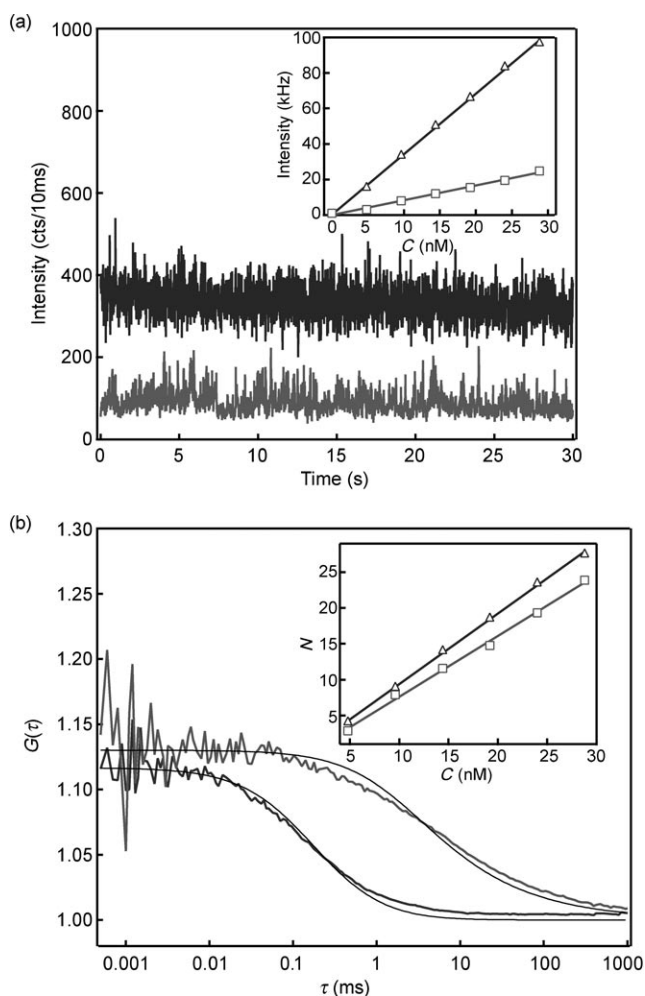 (a)
1000
800
600
400
200
0
Intensity (cts/10ms)
0 5 10 15 20 25 30
Time (s)
100
80
60
40
20
0
Intensity (kHz)
0 5 10 15 20 25 30
C (nM)
(b)
1.30
1.25
1.20
1.15
1.10
1.05
1.00
G(τ)
0.001 0.01 0.1 1 10 100 1000
τ (ms)
25
20
15
10
5
N
5 10 15 20 25 30
C (nM)